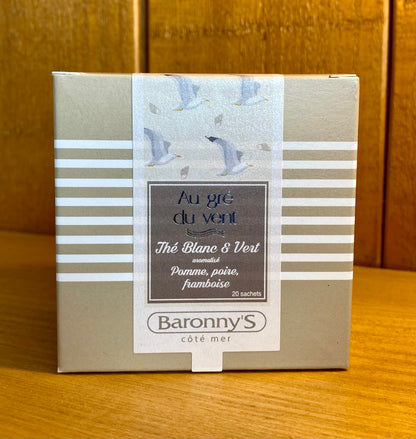 Au gré
du vent
Thé Blanc & Vert
aromatisé
Pomme, poire,
framboise
20 sachets
Baronny's
côté mer